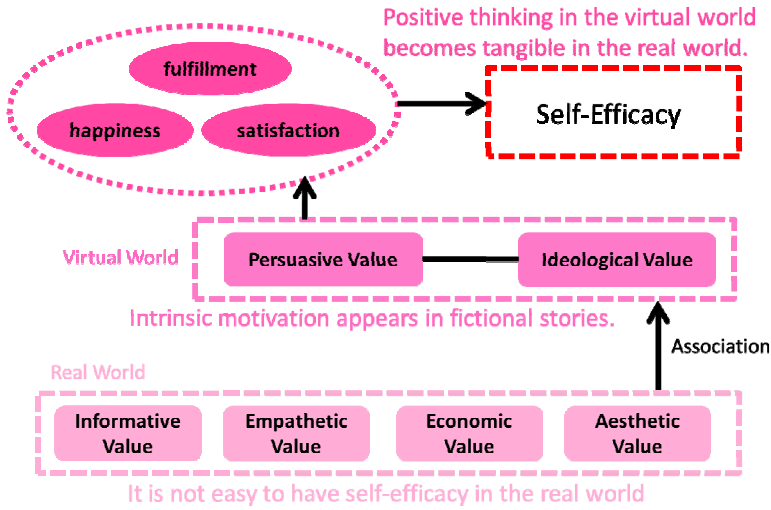 Positive thinking in the virtual world
becomes tangible in the real world.
fulfillment
happiness
satisfaction
Self-Efficacy
Virtual World
Persuasive Value
Ideological Value
Intrinsic motivation appears in fictional stories.
Association
Real World
Informative
Value
Empathetic
Value
Economic
Value
Aesthetic
Value
It is not easy to have self-efficacy in the real world